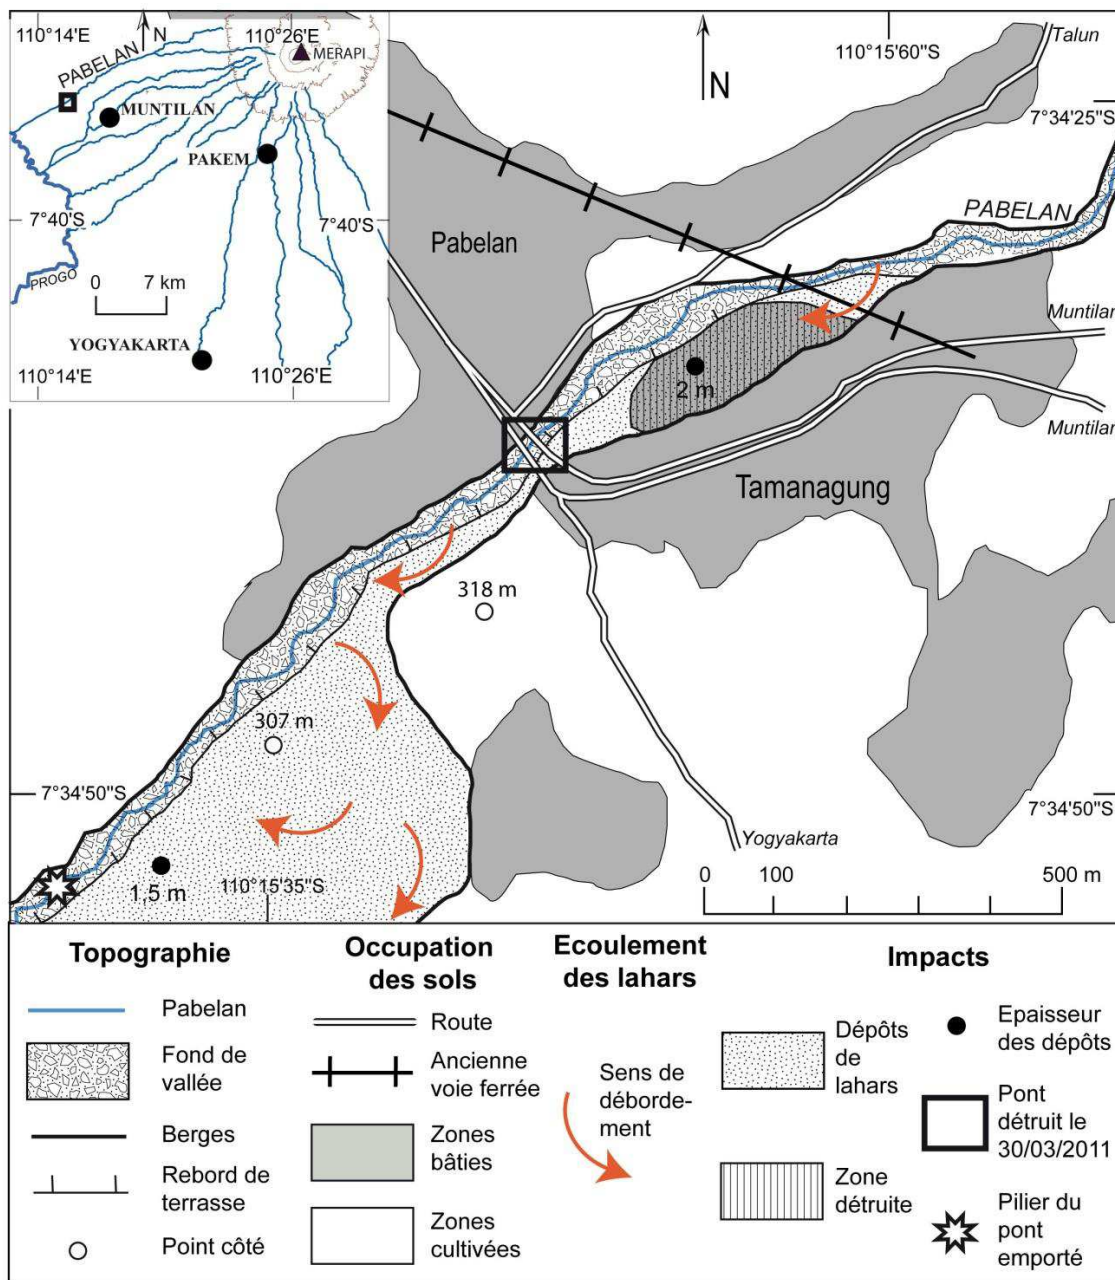 110°14'E
N
110°26'E
MERAPI
PABELAN
MUNTILAN
PAKEM
7°40'S
7°40'S
PROGO
0 7 km
YOGYAKARTA
110°14'E
110°26'E
N
110°15'60"S
Talun
7°34'25"S
PABELAN
Pabelan
Muntilan
2 m
Muntilan
Tamanagung
318 m
307 m
7°34'50"S
7°34'50"S
Yogyakarta
1,5 m
110°15'35"S
0 100 500 m
Topographie
Pabelan
Fond de
vallée
Berges
Rebord de
terrasse
Point côté
Occupation
des sols
Route
Ancienne
voie ferrée
Zones
bâties
Zones
cultivées
Ecoulement
des lahars
Sens de
déborde-
ment
Impacts
Dépôts
de
lahars
Zone
détruite
Epaisseur
des dépôts
Pont
détruit le
30/03/2011
Pilier du
pont
emporté